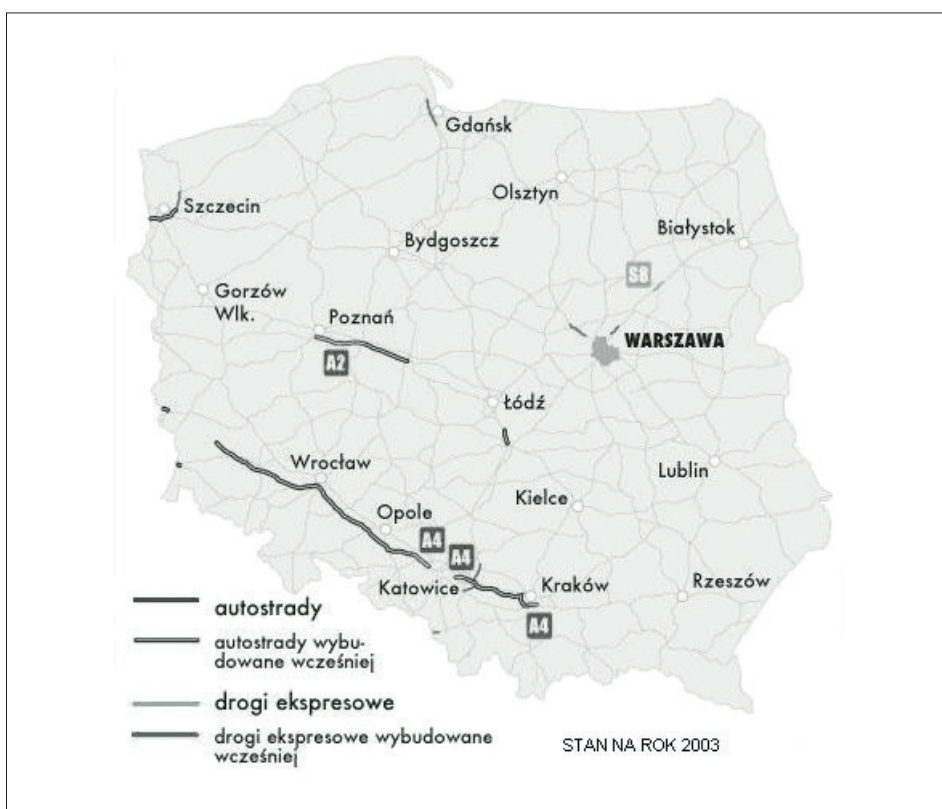 Gdańsk
Olsztyn
Szczecin
Białystok
Bydgoszcz
S8
Gorzów
Wlk.
Poznań
WARSZAWA
A2
Łódź
Wrocław
Lublin
Kielce
Opole
A4
A4
Katowice
Kraków
Rzeszów
A4
autostrady
autostrady wybu-
dowane wcześniej
drogi ekspresowe
drogi ekspresowe wybudowane
wcześniej
STAN NA ROK 2003